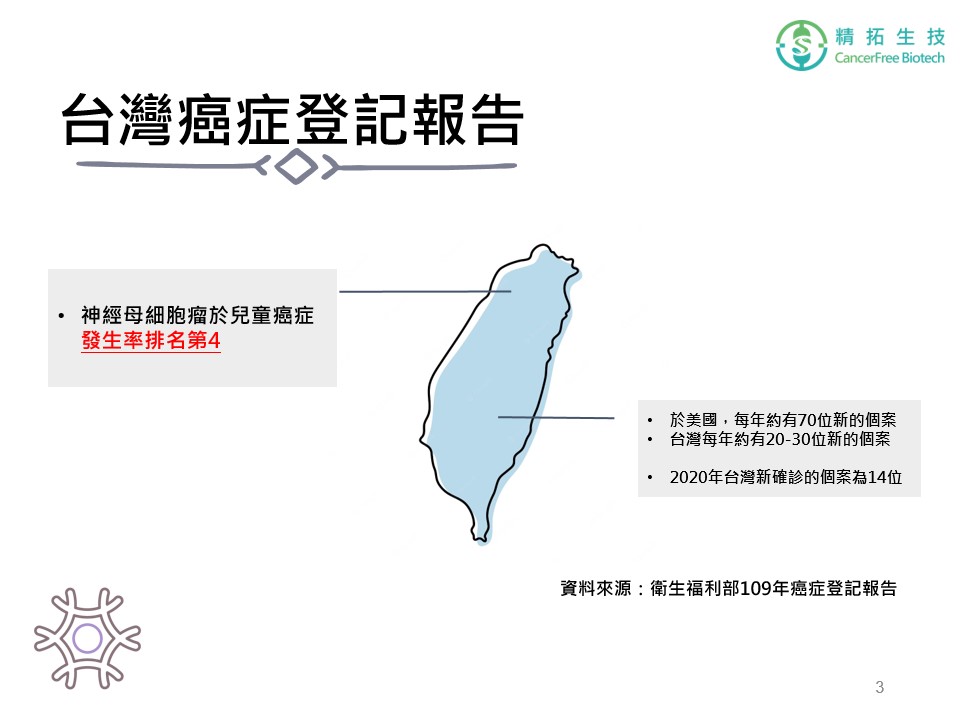 精拓生技
CancerFree Biotech
台灣癌症登記報告
• 神經母細胞瘤於兒童癌症
發生率排名第4
• 於美國，每年約有70位新的個案
• 台灣每年約有20-30位新的個案
• 2020年台灣新確診的個案為14位
資料來源：衛生福利部109年癌症登記報告
3